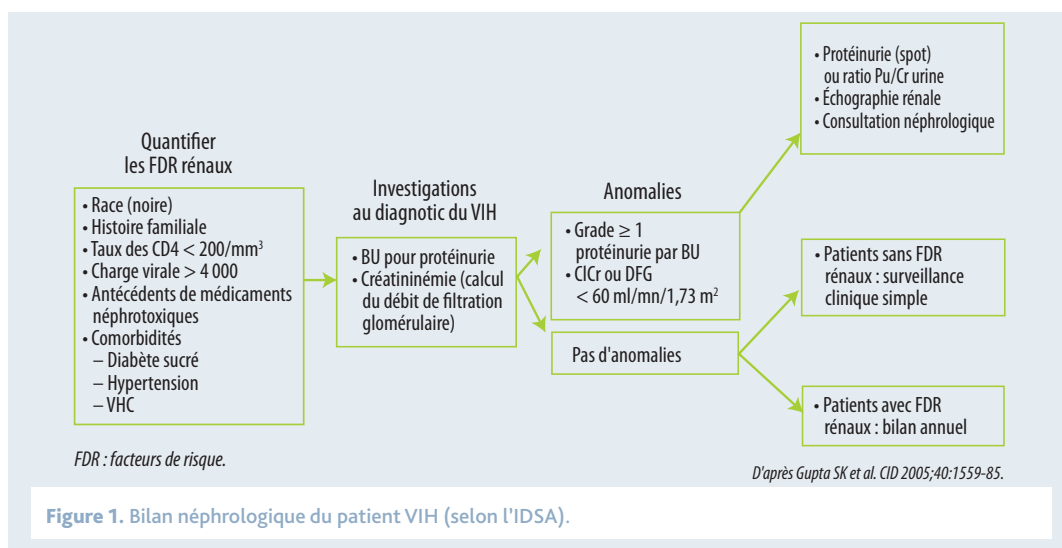 Quantifier
les FDR rénaux
• Race (noire)
• Histoire familiale
• Taux des CD4 < 200/mm³
• Charge virale > 4 000
• Antécédents de médicaments
néphrotoxiques
• Comorbidités
– Diabète sucré
– Hypertension
– VHC
Investigations
au diagnotic du VIH
• BU pour protéinurie
• Créatininémie (calcul
du débit de filtration
glomérulaire)
Anomalies
• Grade ≥ 1
protéinurie par BU
• ClCr ou DFG
< 60 ml/mn/1,73 m²
Pas d'anomalies
• Protéinurie (spot)
ou ratio Pu/Cr urine
• Échographie rénale
• Consultation néphrologique
• Patients sans FDR
rénaux : surveillance
clinique simple
• Patients avec FDR
rénaux : bilan annuel
FDR : facteurs de risque.
D'après Gupta SK et al. CID 2005;40:1559-85.
Figure 1. Bilan néphrologique du patient VIH (selon l'IDSA).